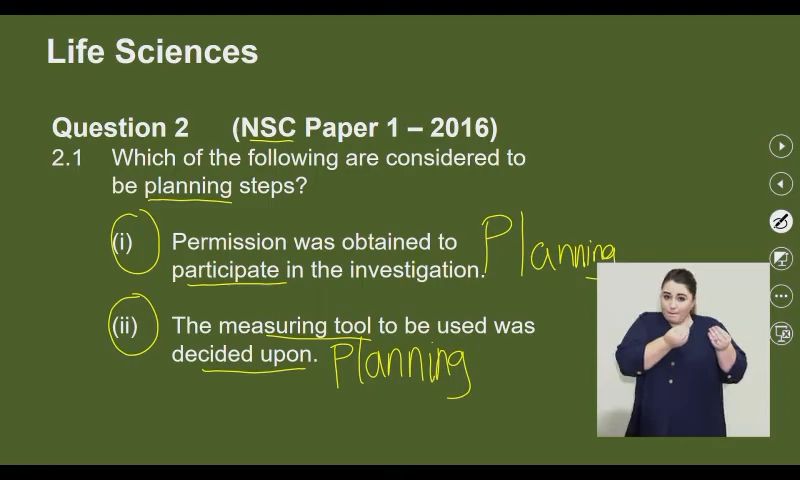 Life Sciences
Question 2 (NSC Paper 1 – 2016)
2.1 Which of the following are considered to
be planning steps?
(i) Permission was obtained to
participate in the investigation.
Planning
(ii) The measuring tool to be used was
decided upon. Planning